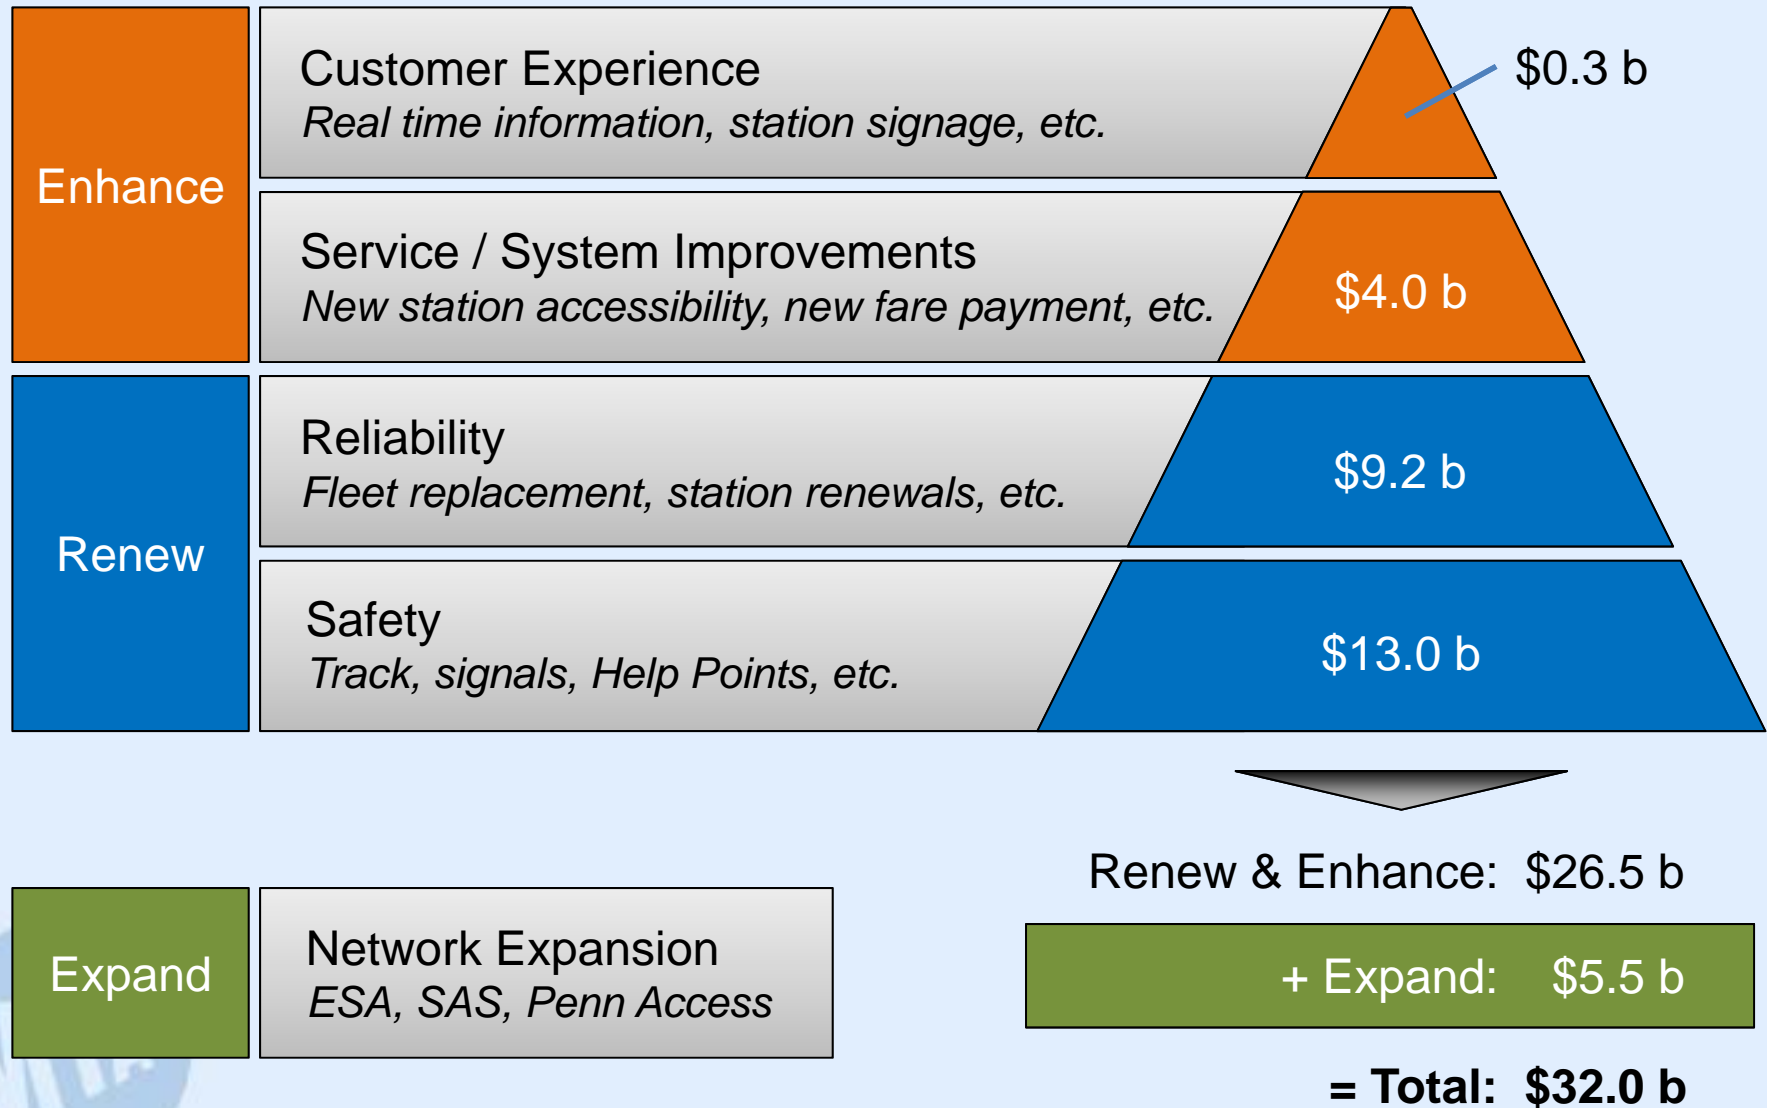 Enhance
Customer Experience
Real time information, station signage, etc.
$0.3 b
Service / System Improvements
New station accessibility, new fare payment, etc.
$4.0 b
Renew
Reliability
Fleet replacement, station renewals, etc.
$9.2 b
Safety
Track, signals, Help Points, etc.
$13.0 b
Renew & Enhance: $26.5 b
Expand
Network Expansion
ESA, SAS, Penn Access
+ Expand: $5.5 b
= Total: $32.0 b